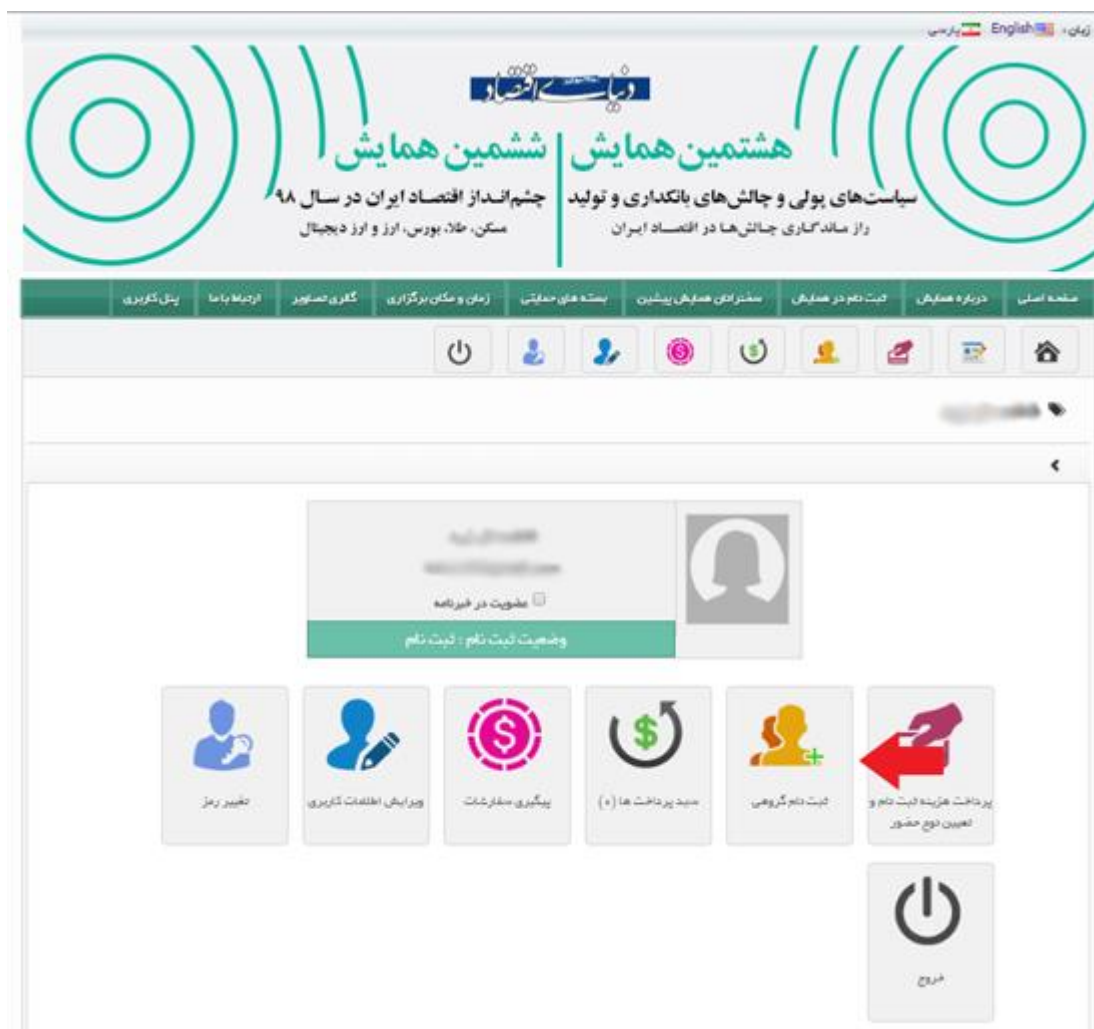 زبان : English پارسی
دنیای اقتصاد
هشتمین همایش
سیاست‌های پولی و چالش‌های بانکداری و تولید
راز ماندگاری چالش‌ها در اقتصاد ایران
ششمین همایش
چشم‌انداز اقتصاد ایران در سال ۹۸
مسکن، طلا، بورس، ارز و ارز دیجیتال
صفحه اصلی درباره همایش ثبت نام در همایش سخنرانان همایش پیشین بسته های حمایتی زمان و مکان برگزاری گالری تصاویر ارتباط با ما پنل کاربری
عضویت در خبرنامه
وضعیت ثبت نام : ثبت نام
پرداخت هزینه ثبت نام و
تعیین نوع حضور
ثبت نام گروهی
سبد پرداخت ها (۰)
پیگیری سفارشات
ویرایش اطلاعات کاربری
تغییر رمز
خروج